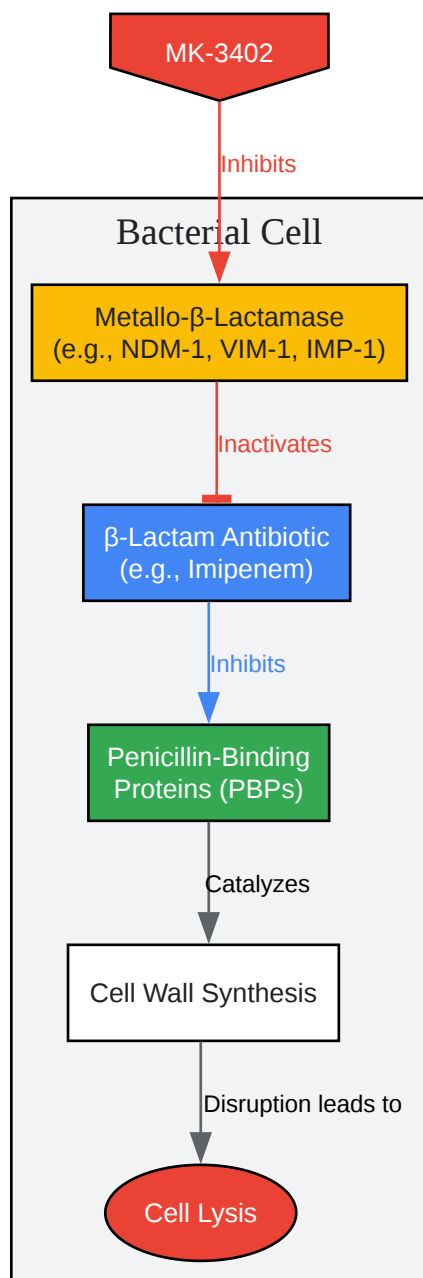 MK-3402
Inhibits
Bacterial Cell
Metallo-β-Lactamase
(e.g., NDM-1, VIM-1, IMP-1)
Inactivates
β-Lactam Antibiotic
(e.g., Imipenem)
Inhibits
Penicillin-Binding
Proteins (PBPs)
Catalyzes
Cell Wall Synthesis
Disruption leads to
Cell Lysis